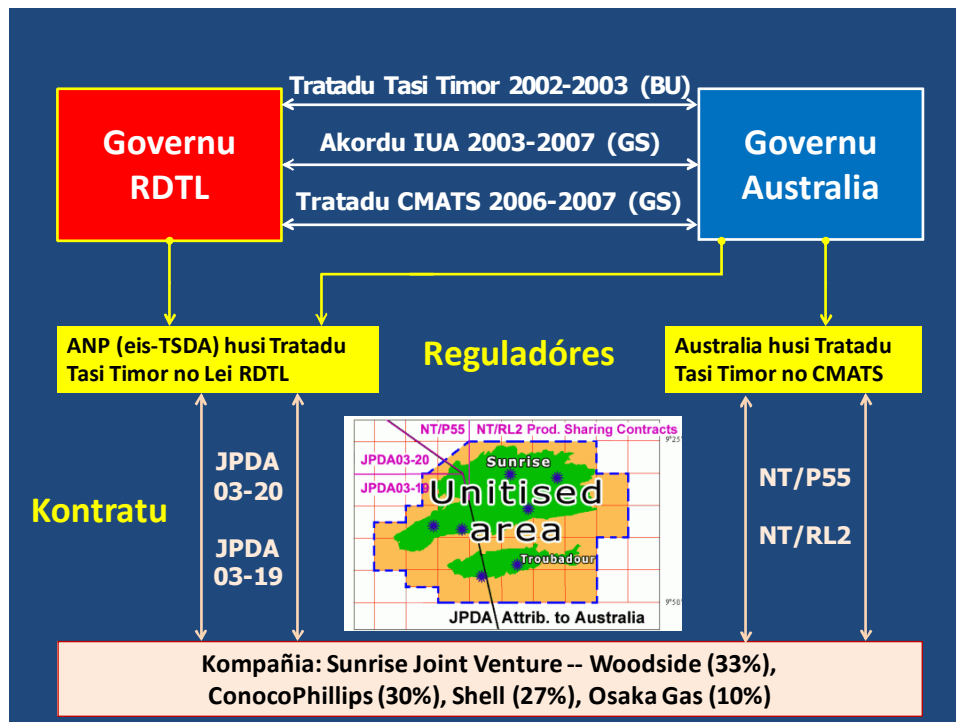 Tratadu Tasi Timor 2002-2003 (BU)
Governu
RDTL
Akordu IUA 2003-2007 (GS)
Governu
Australia
Tratadu CMATS 2006-2007 (GS)
ANP (eis-TSDA) husi Tratadu
Tasi Timor no Lei RDTL
Reguladóres
Australia husi Tratadu
Tasi Timor no CMATS
Kontratu
JPDA
03-20
JPDA
03-19
NT/P55
NT/RL2 Prod. Sharing Contracts
9°25'
JPDA03-20
Sunrise
JPDA03-19
Unitised
area
Troubadour
9°50'
JPDA
Attrib. to Australia
NT/P55
NT/RL2
Kompañia: Sunrise Joint Venture -- Woodside (33%),
ConocoPhillips (30%), Shell (27%), Osaka Gas (10%)